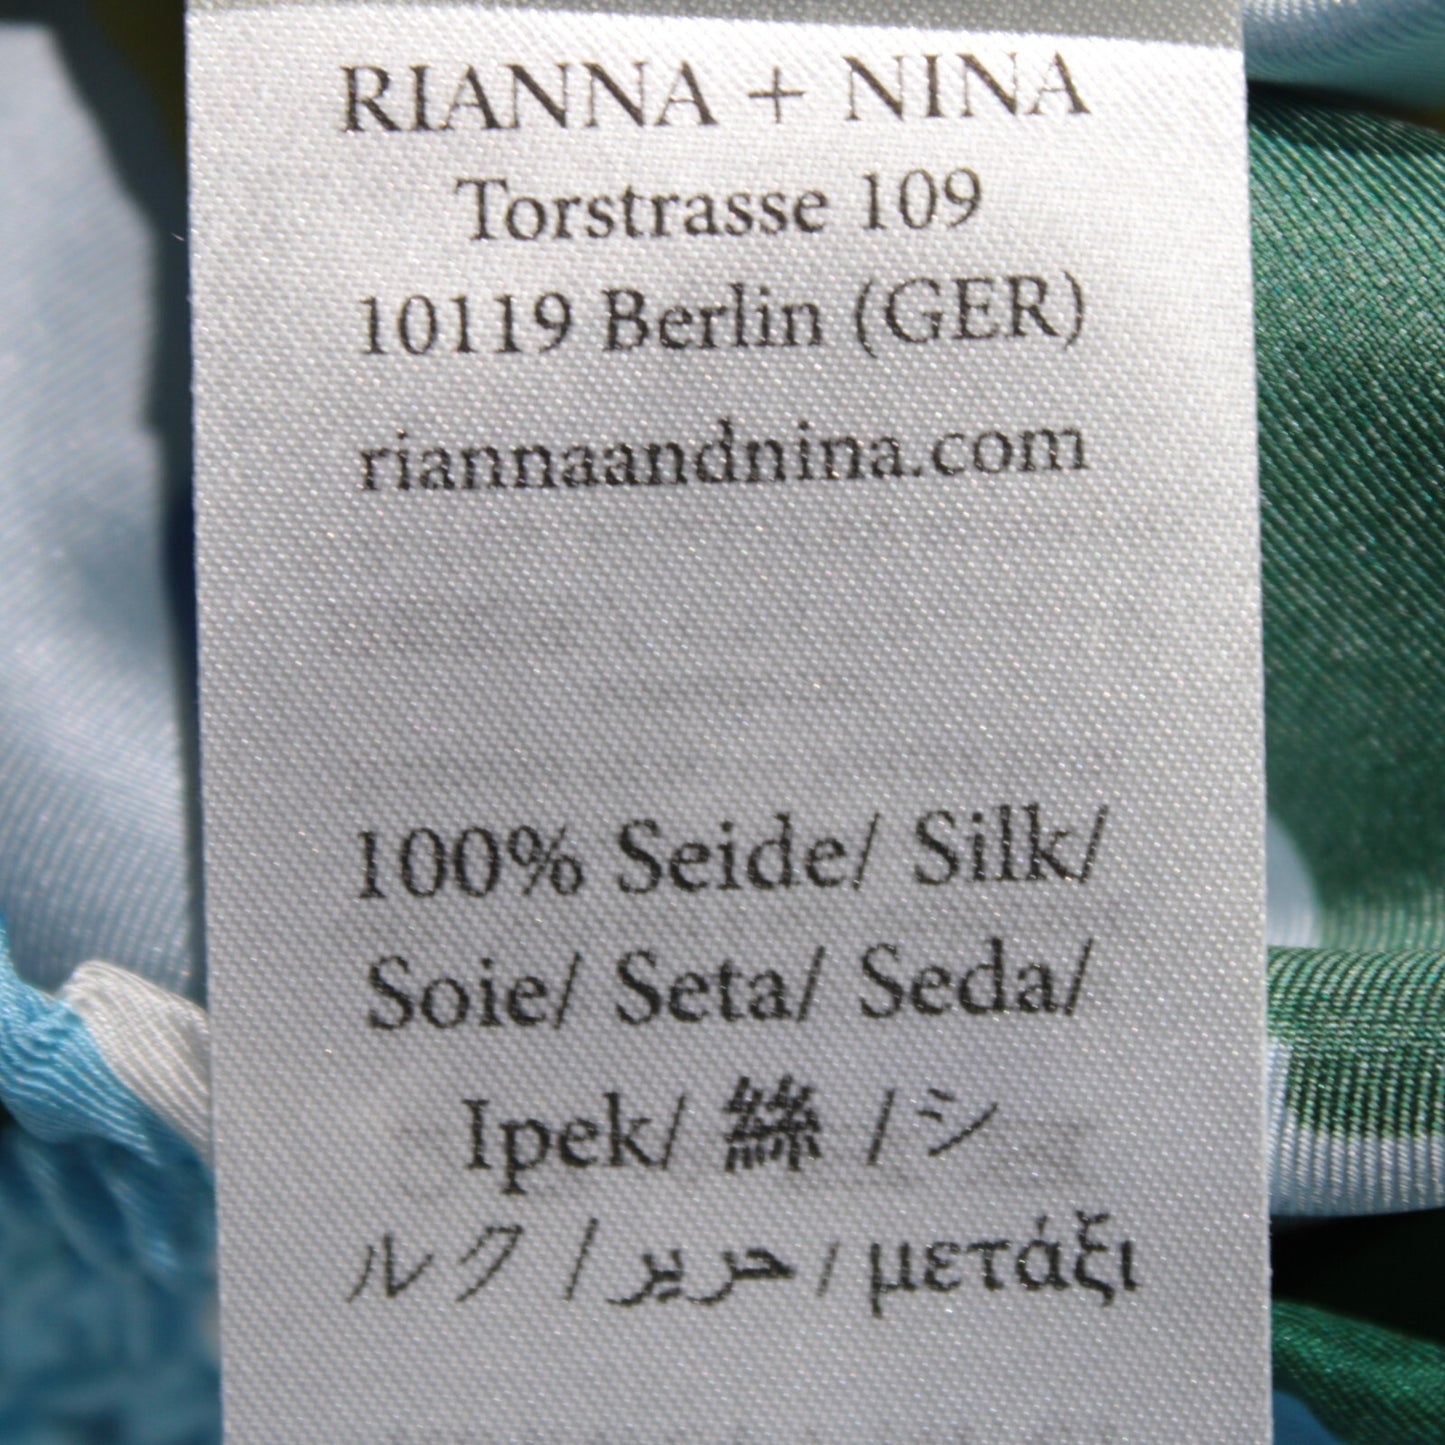 RIANNA + NINA
Torstrasse 109
10119 Berlin (GER)
riannaandnina.com
100% Seide/ Silk/
Soie/ Seta/ Seda/
Ipek/ 絲 /シ
ルク / حرير / μετάξι